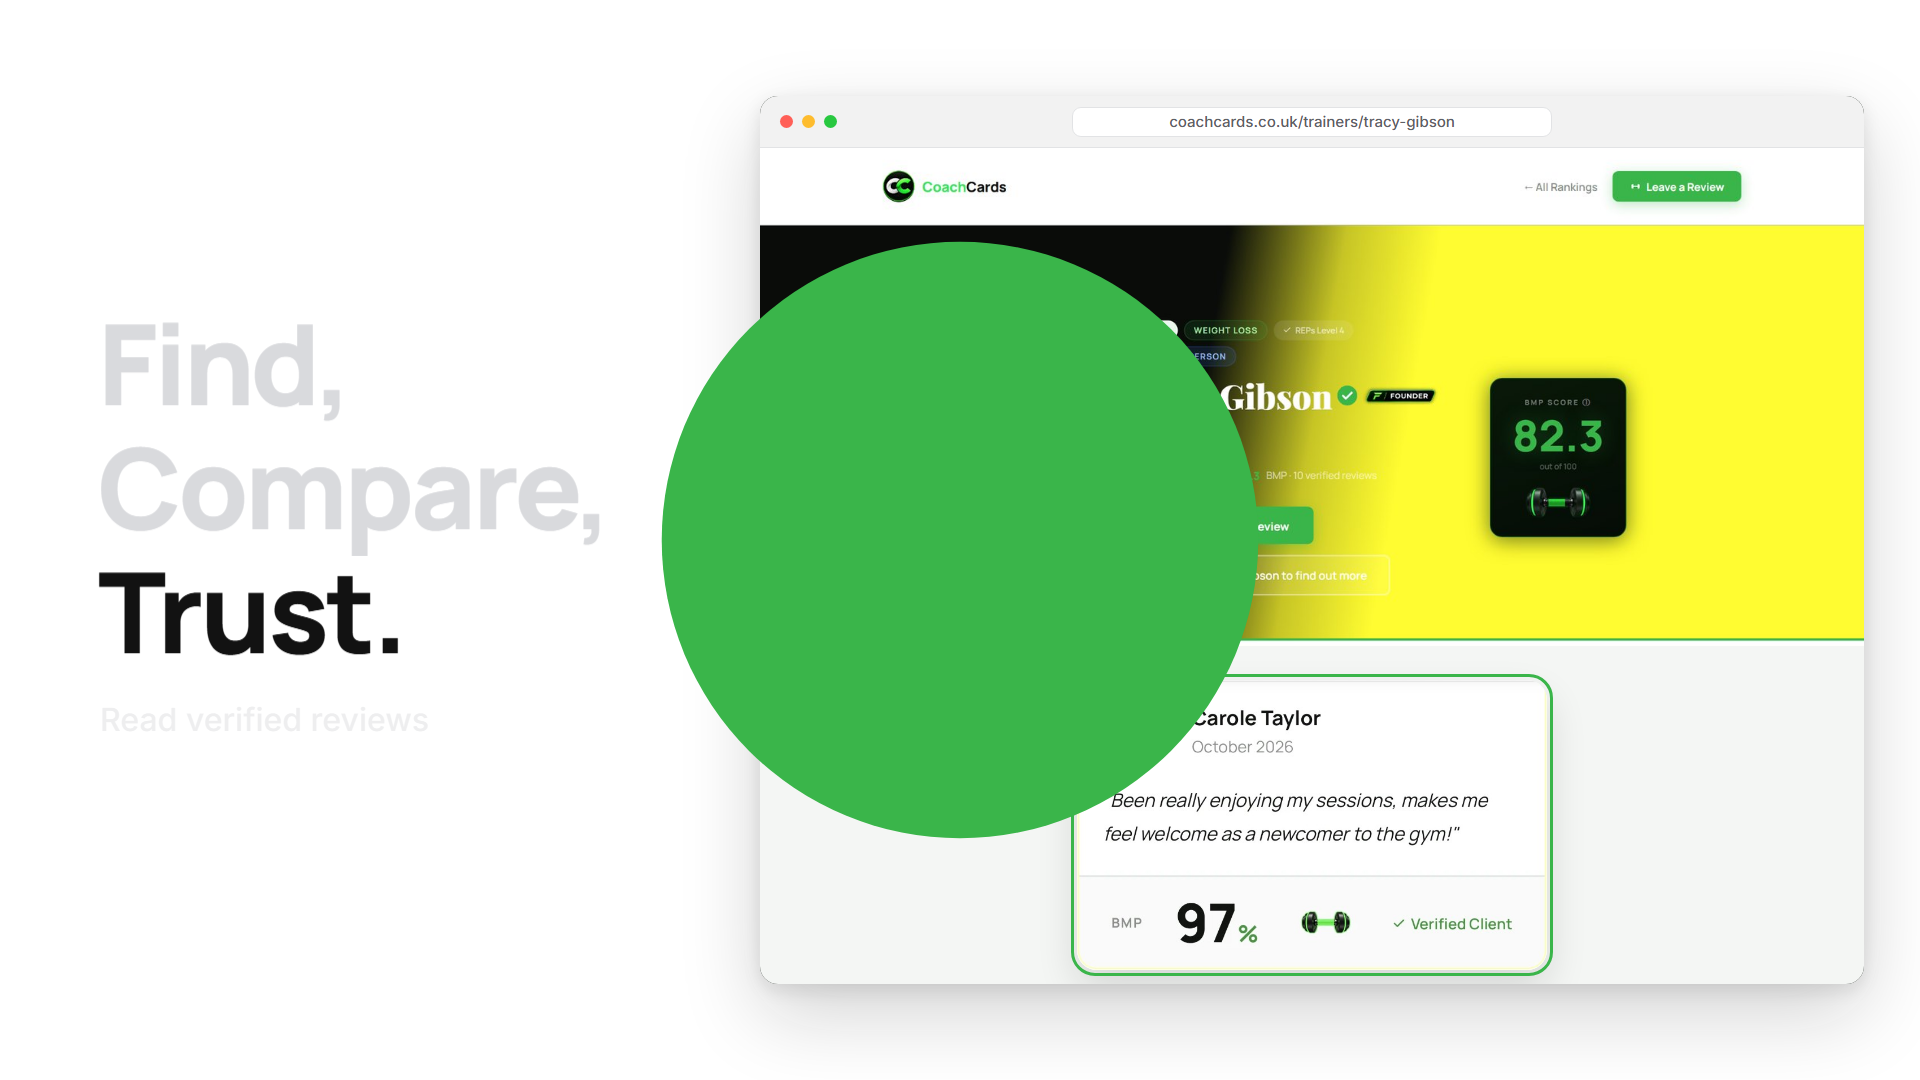 Find,
Compare,
Trust.
Read verified reviews
coachcards.co.uk/trainers/tracy-gibson
CC CoachCards
← All Rankings
Leave a Review
WEIGHT LOSS
✓ REPs Level 4
ERSON
Gibson
F / FOUNDER
3 BMP · 10 verified reviews
eview
bson to find out more
BMP SCORE
82.3
out of 100
Carole Taylor
October 2026
Been really enjoying my sessions, makes me
feel welcome as a newcomer to the gym!"
BMP
97%
✓ Verified Client